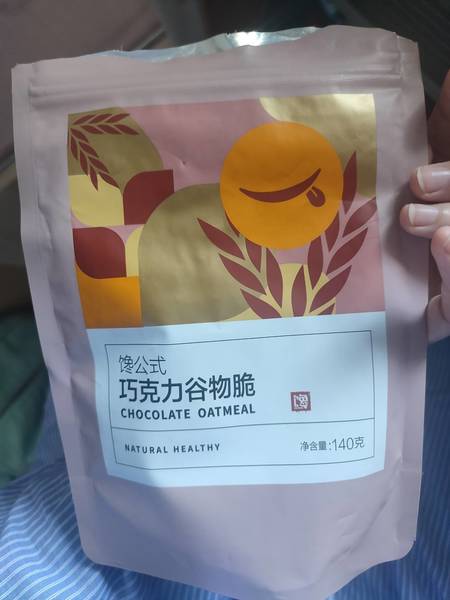 馋公式
巧克力谷物脆
CHOCOLATE OATMEAL
馋
NATURAL HEALTHY
净含量:140克